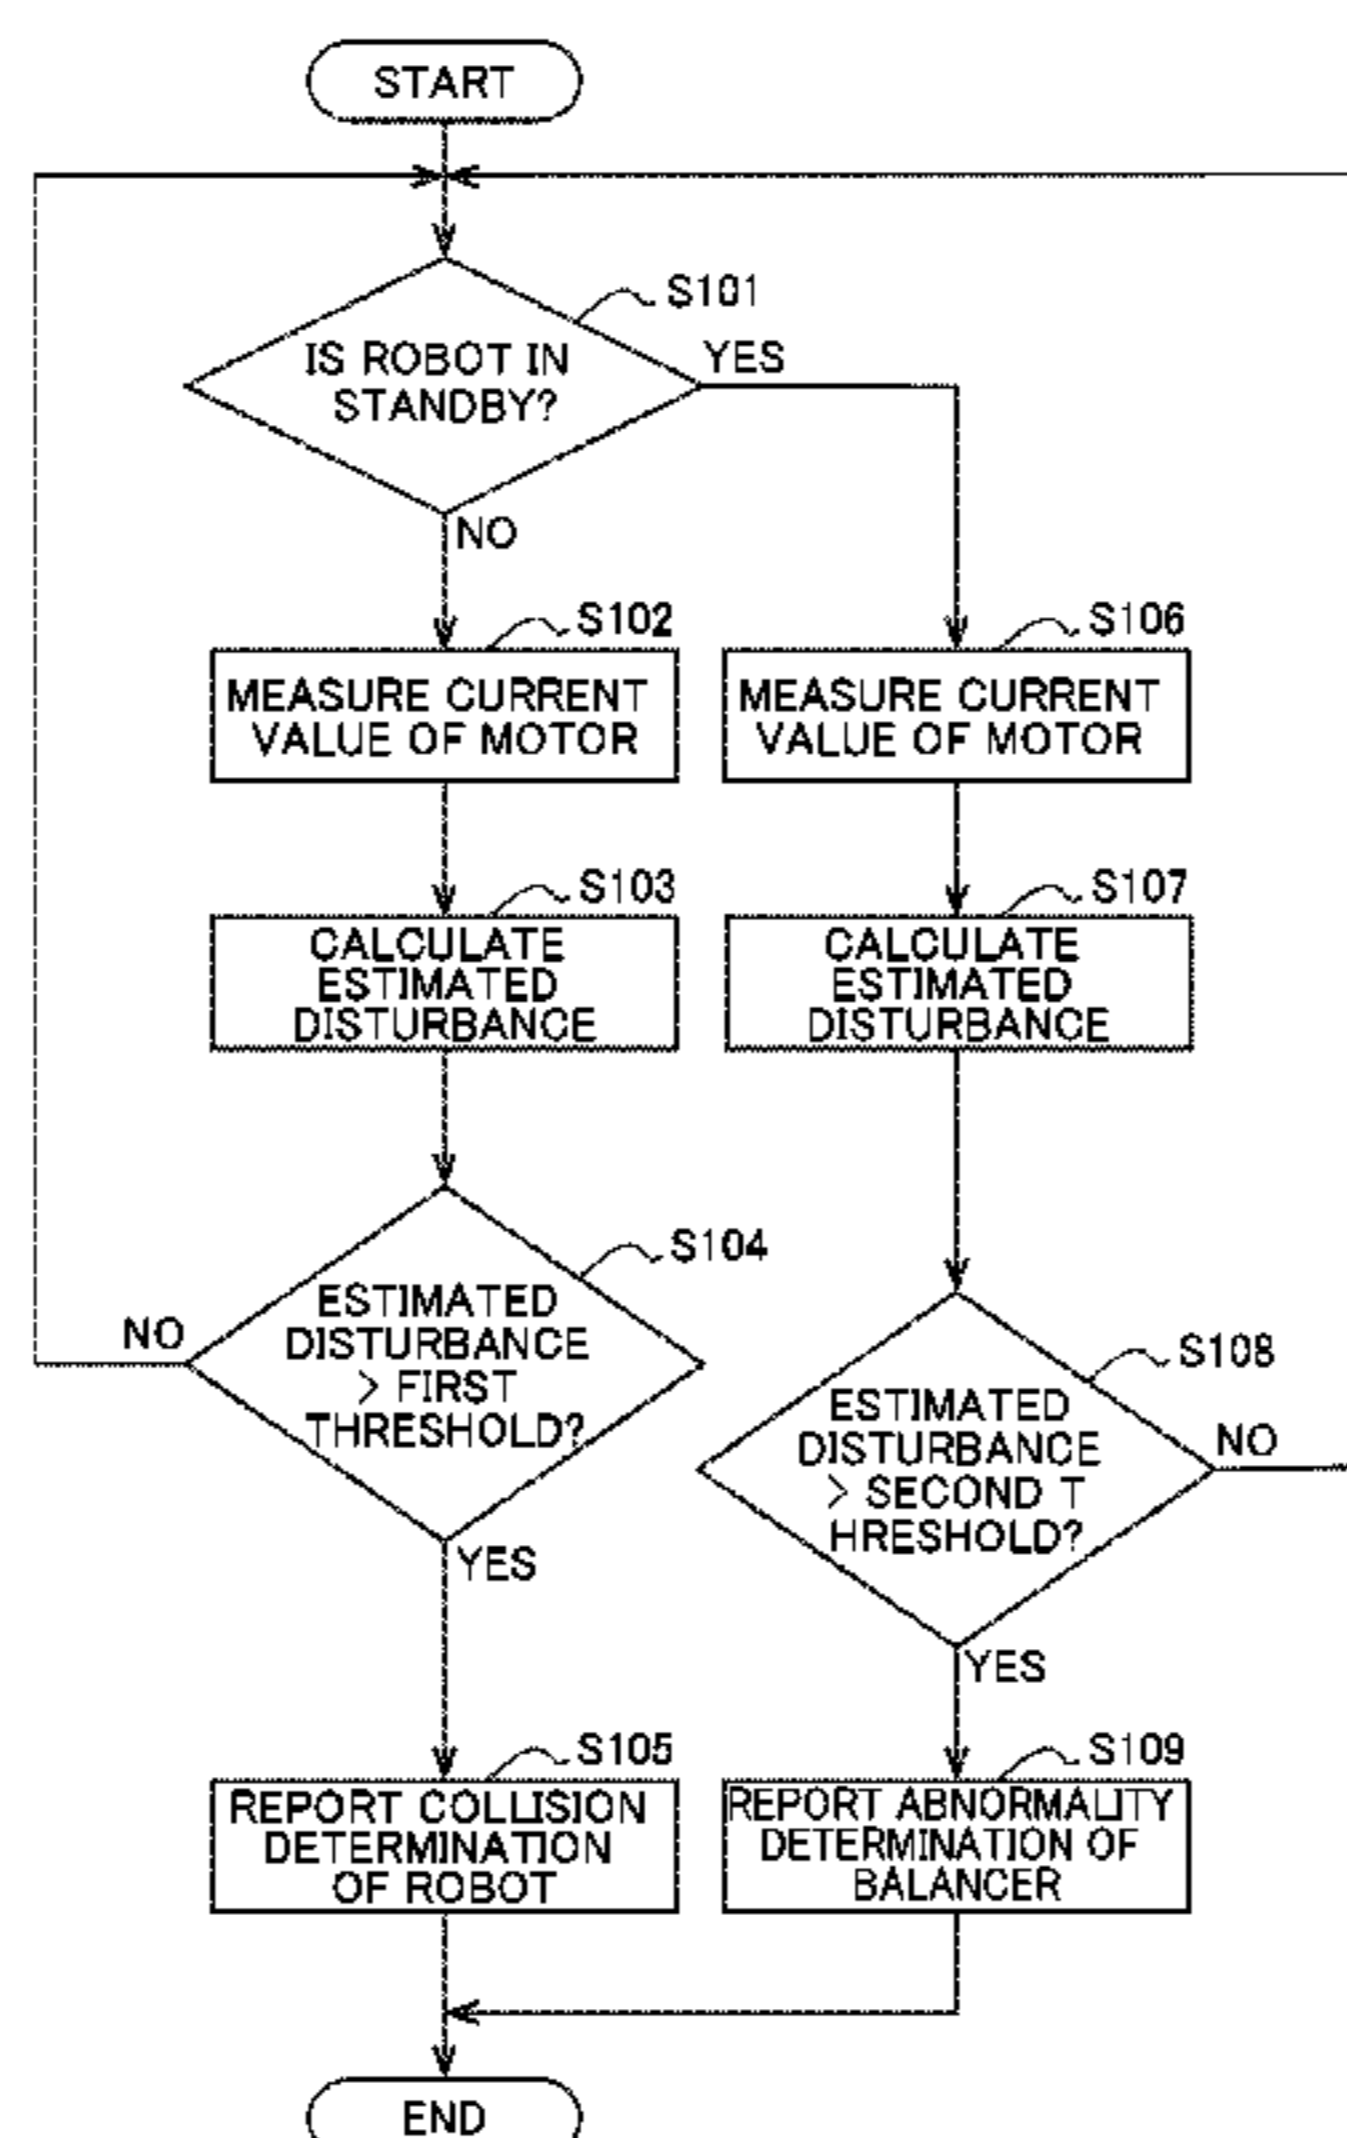 START
S101
IS ROBOT IN
STANDBY?
YES
NO
S102
MEASURE CURRENT
VALUE OF MOTOR
S106
MEASURE CURRENT
VALUE OF MOTOR
S103
CALCULATE
ESTIMATED
DISTURBANCE
S107
CALCULATE
ESTIMATED
DISTURBANCE
S104
ESTIMATED
DISTURBANCE
> FIRST
THRESHOLD?
NO
YES
S108
ESTIMATED
DISTURBANCE
> SECOND T
HRESHOLD?
NO
YES
S105
REPORT COLLISION
DETERMINATION
OF ROBOT
S109
REPORT ABNORMALITY
DETERMINATION OF
BALANCER
END